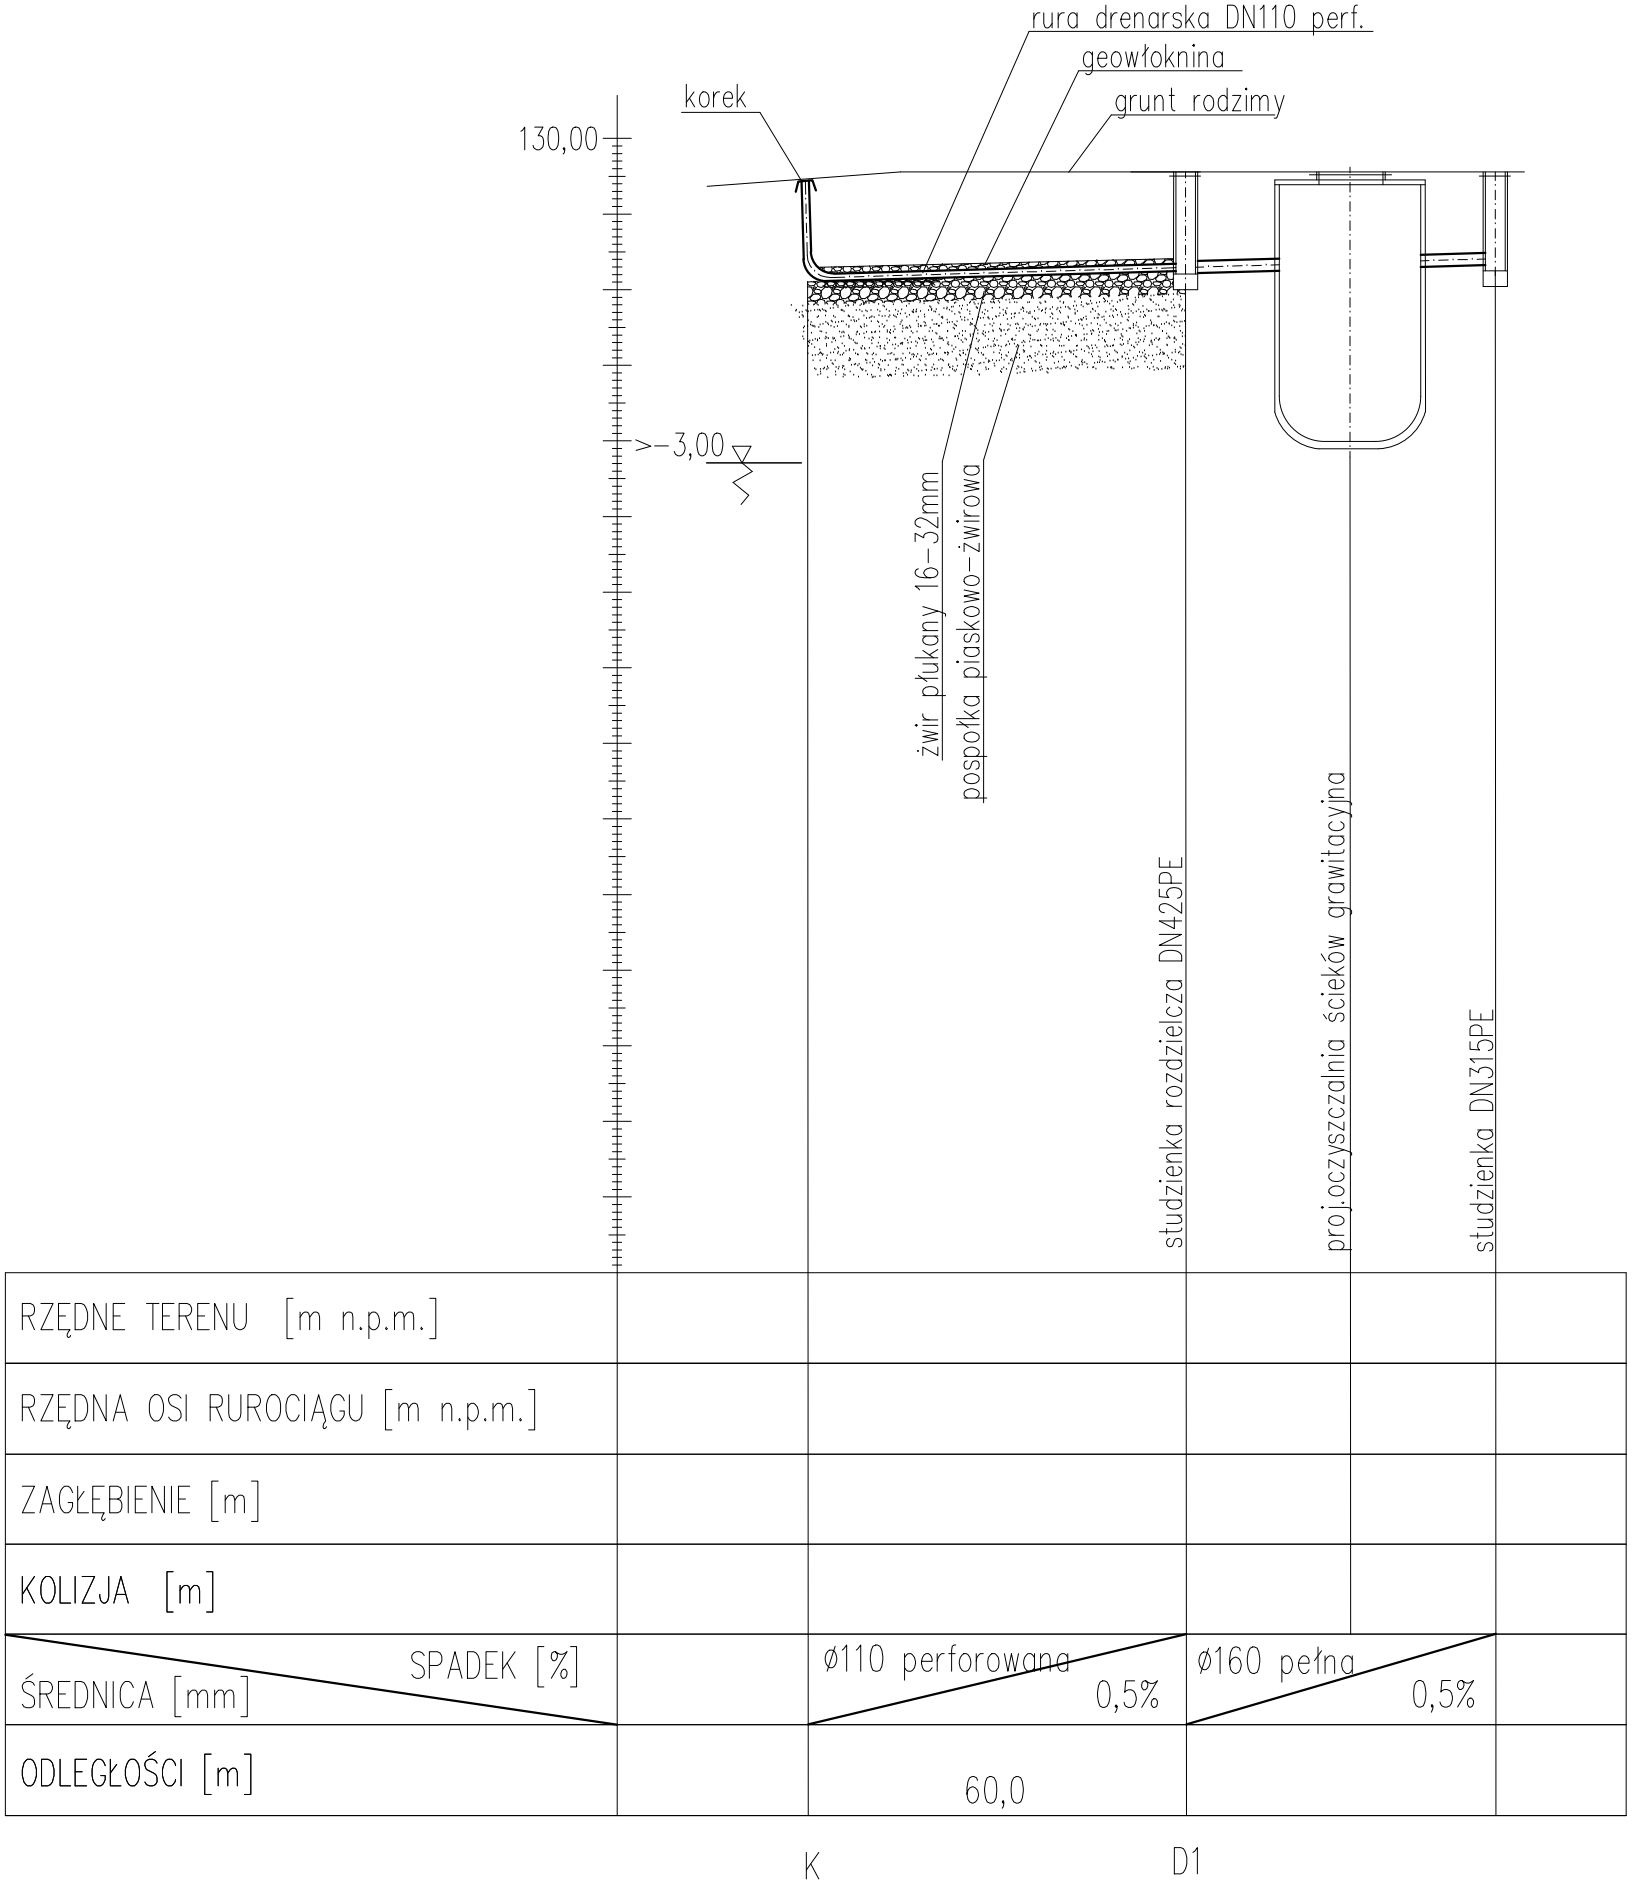 rura drenarska DN110 perf.
geowłoknina
korek
grunt rodzimy
130,00
>-3,00
żwir płukany 16-32mm
pospołka piaskowo-żwirowa
studzienka rozdzielcza DN425PE
proj.oczyszczalnia ścieków grawitacyjna
studzienka DN315PE
RZĘDNE TERENU [m n.p.m.]
RZĘDNA OSI RUROCIĄGU [m n.p.m.]
ZAGŁĘBIENIE [m]
KOLIZJA [m]
SPADEK [%]
ŚREDNICA [mm]
ø110 perforowana
0,5%
ø160 pełna
0,5%
ODLEGŁOŚCI [m]
60,0
K
D1